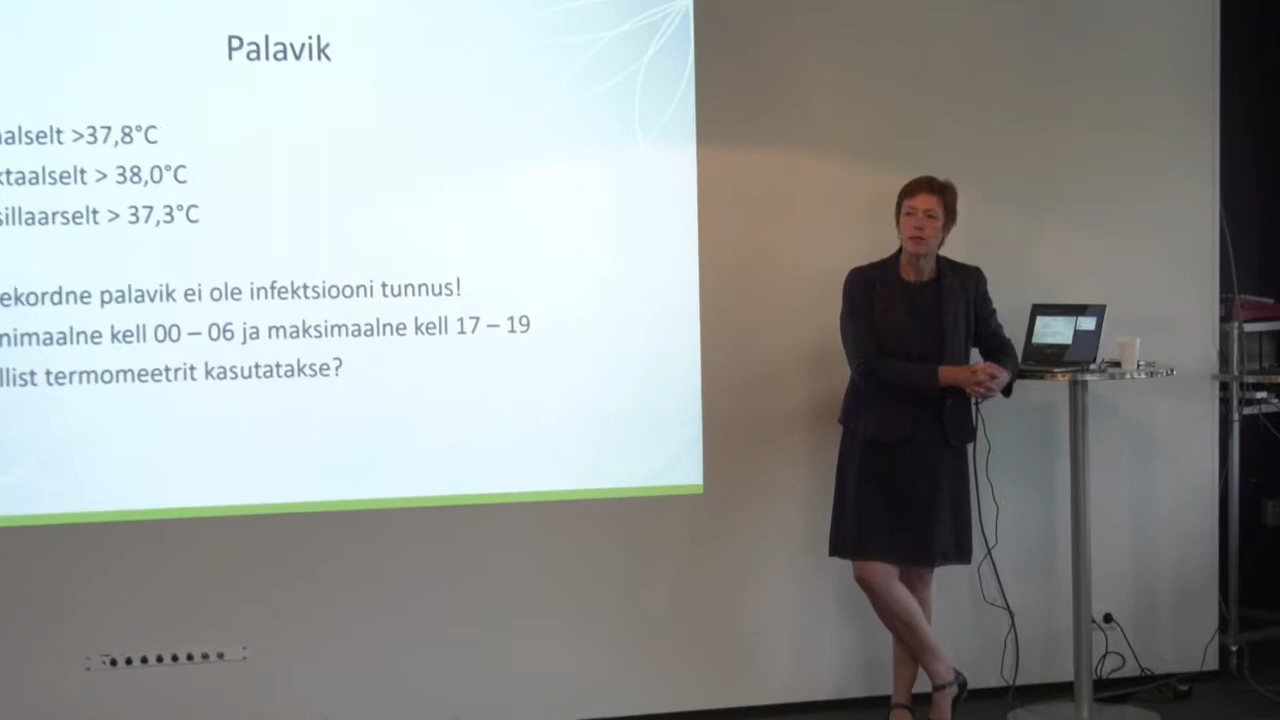 Palavik
aalselt >37,8°C
ktaalselt > 38,0°C
sillaarselt > 37,3°C
ekordne palavik ei ole infektsiooni tunnus!
nimaalne kell 00 – 06 ja maksimaalne kell 17 – 19
llist termomeetrit kasutatakse?